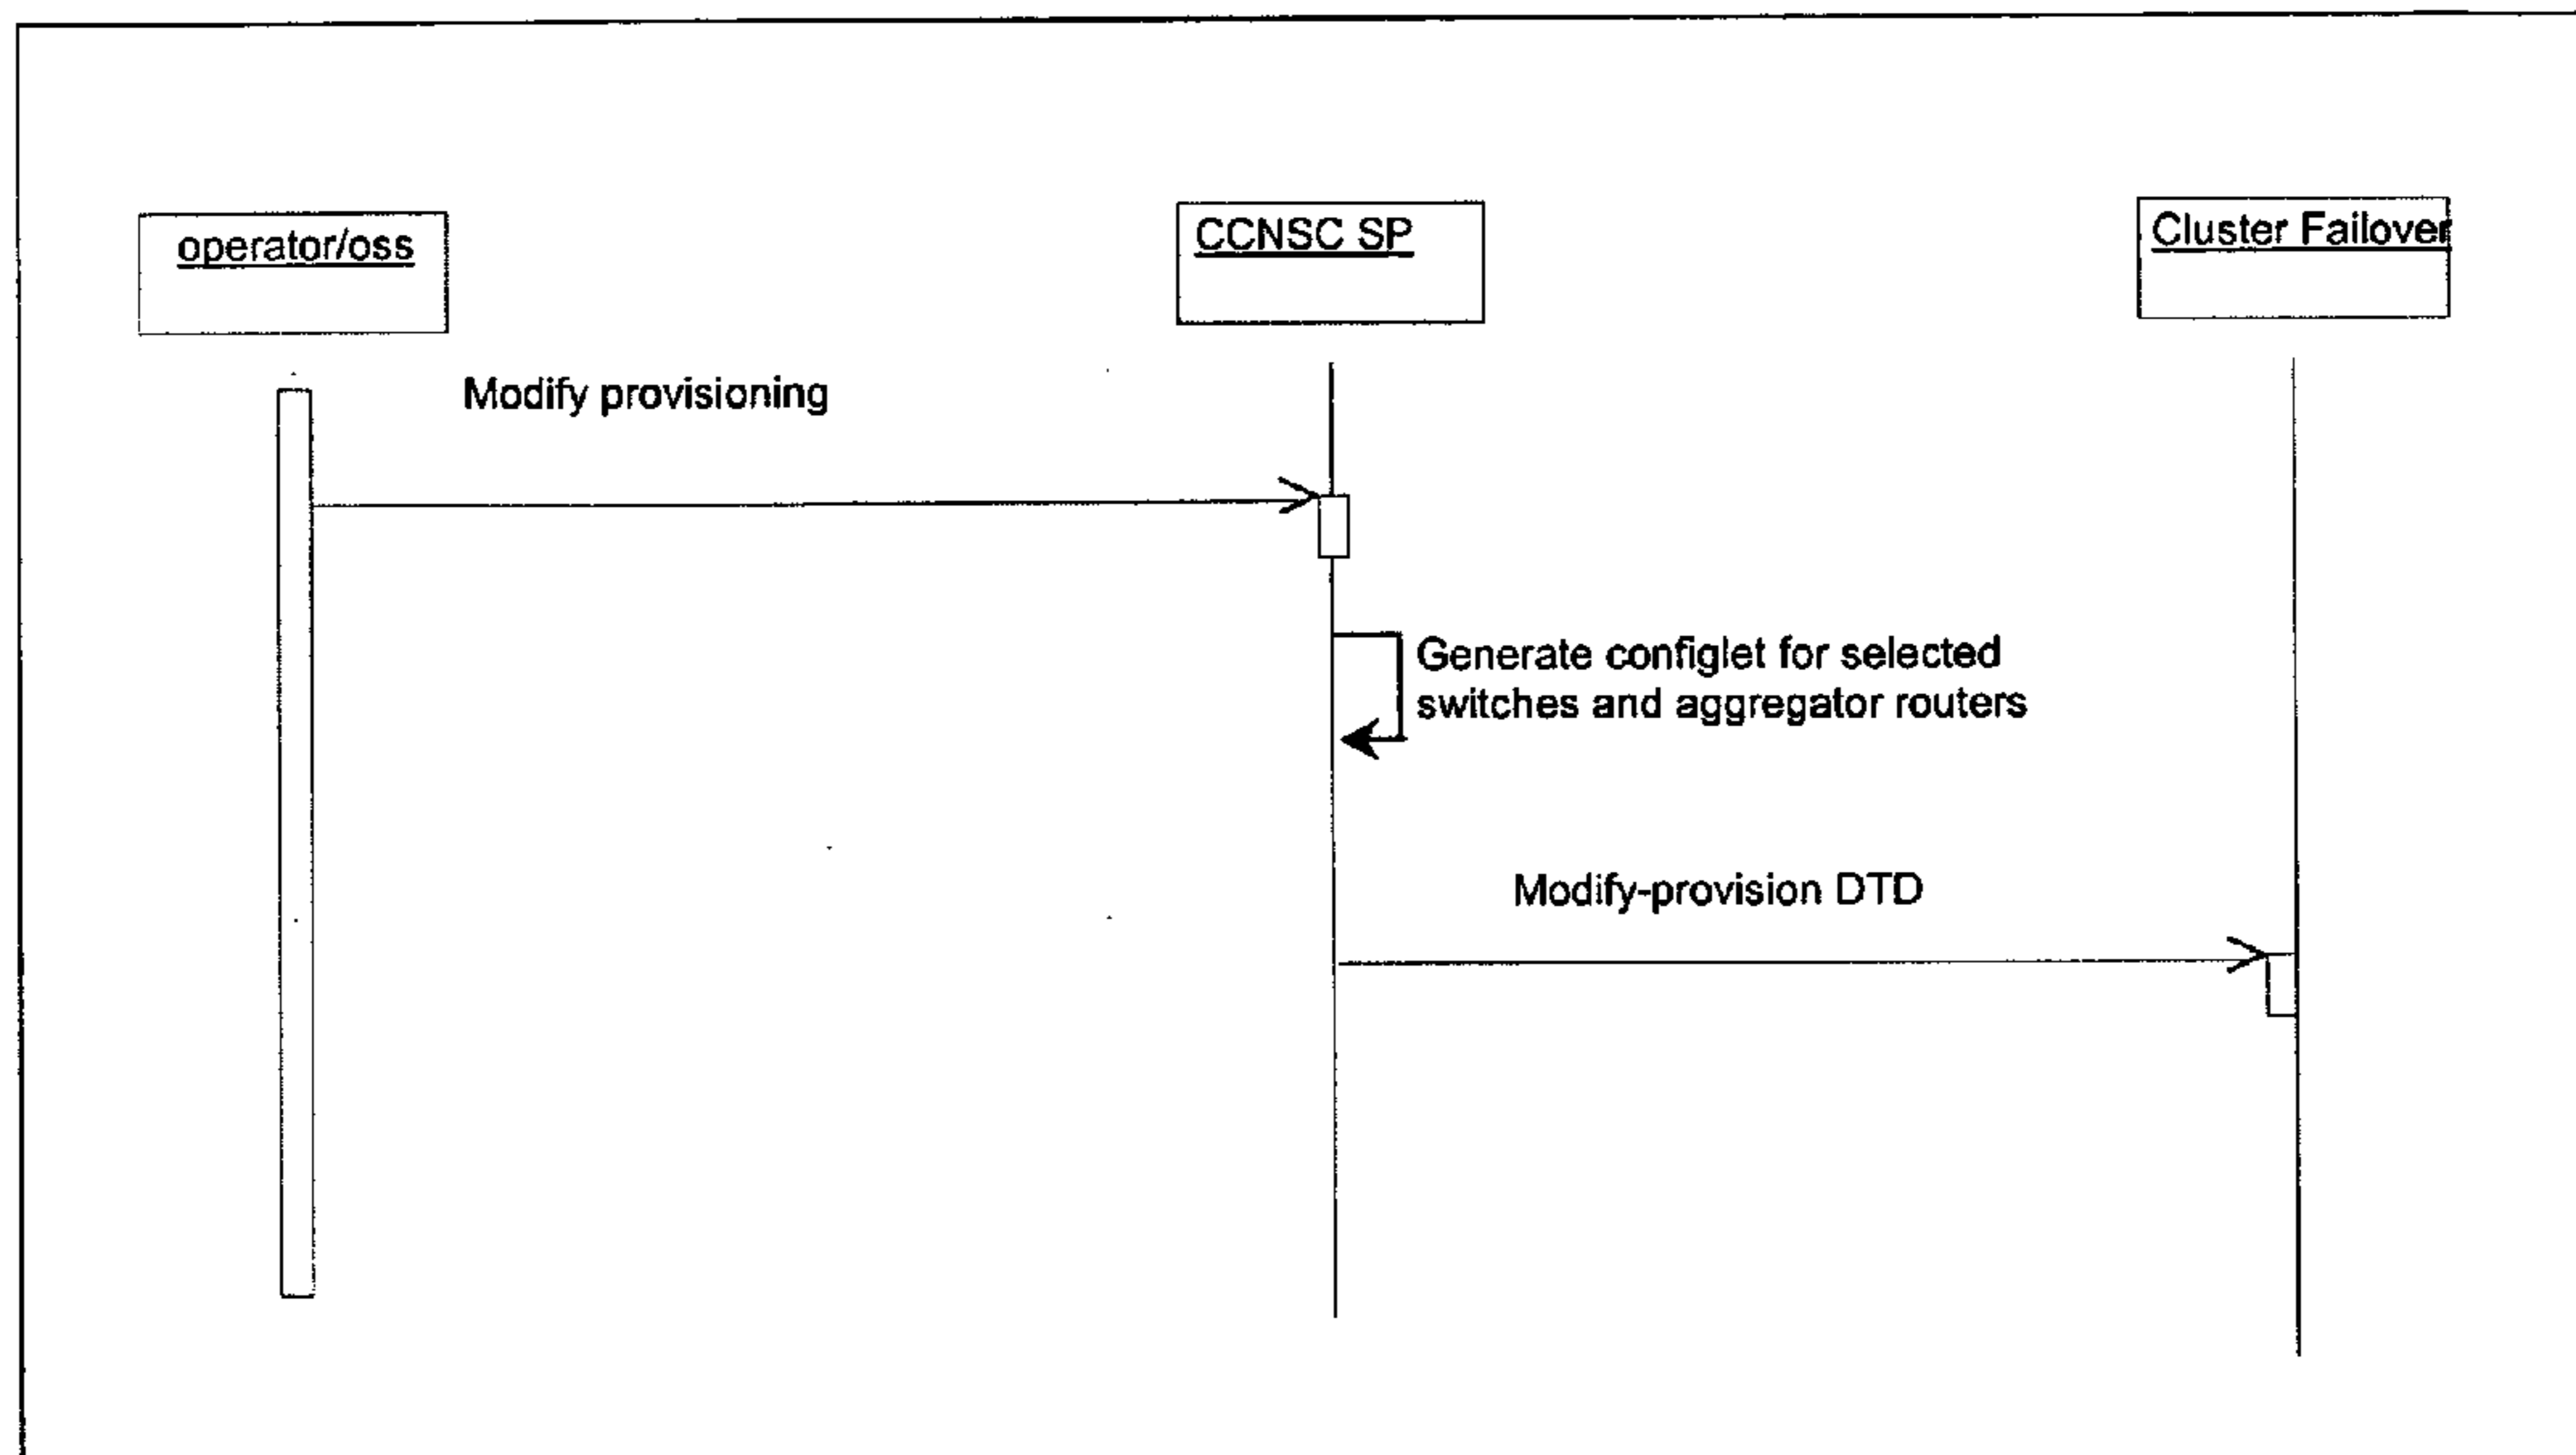 operator/oss
CCNSC SP
Cluster Failover
Modify provisioning
Generate configlet for selected
switches and aggregator routers
Modify-provision DTD